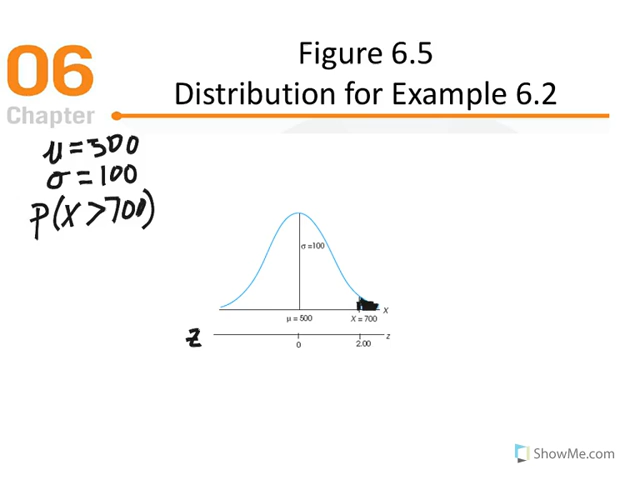 06
Chapter
Figure 6.5
Distribution for Example 6.2
μ = 500
σ = 100
P(X > 700)
σ = 100
X
μ = 500
X = 700
Z
z
0
2.00
ShowMe.com